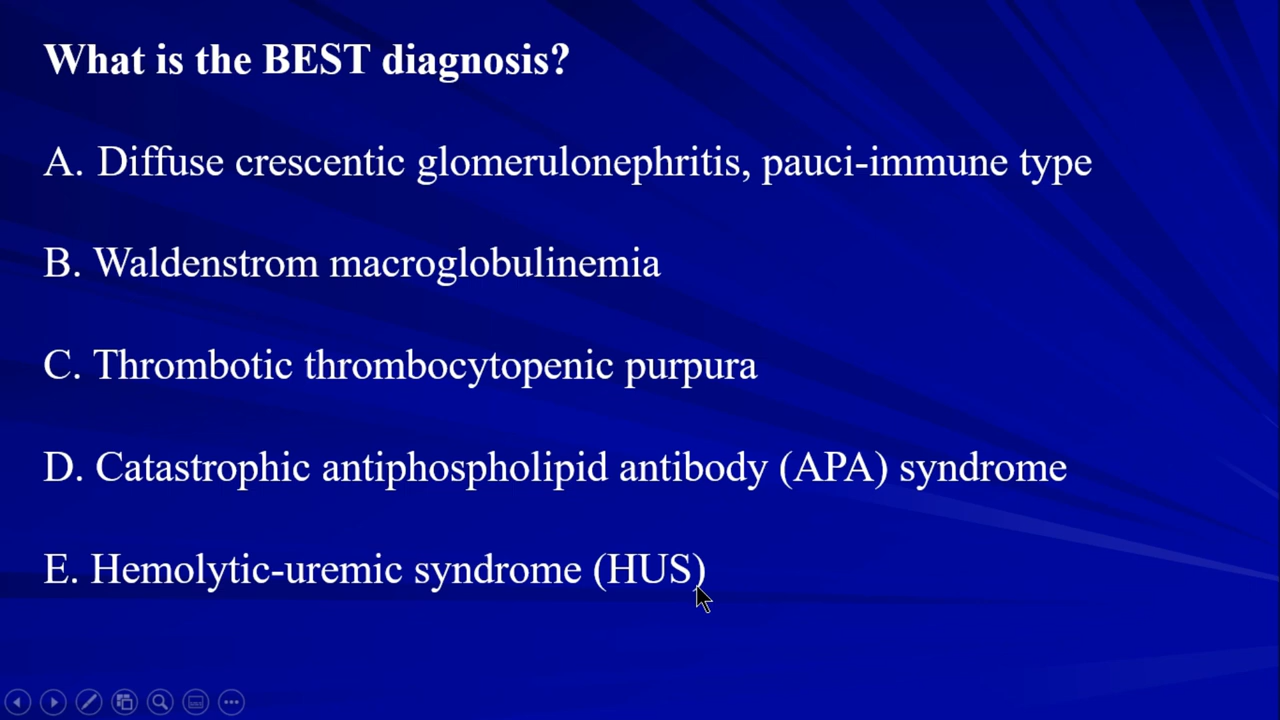 What is the BEST diagnosis?
A. Diffuse crescentic glomerulonephritis, pauci-immune type
B. Waldenstrom macroglobulinemia
C. Thrombotic thrombocytopenic purpura
D. Catastrophic antiphospholipid antibody (APA) syndrome
E. Hemolytic-uremic syndrome (HUS)